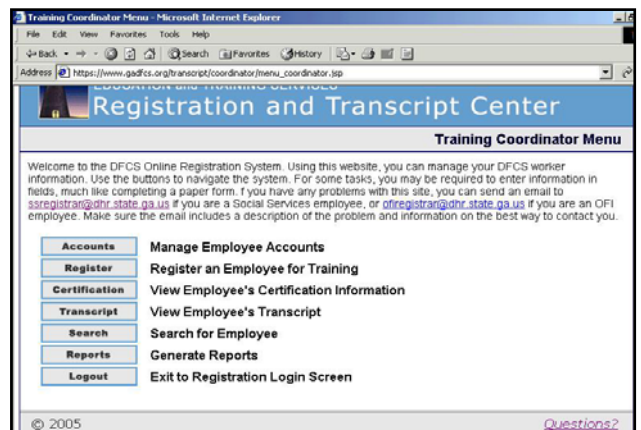 Training Coordinator Menu - Microsoft Internet Explorer
File Edit View Favorites Tools Help
Back Search Favorites History
Address https://www.gadfcs.org/transcript/coordinator/menu_coordinator.jsp
EDUCATION and TRAINING SERVICES
Registration and Transcript Center
Training Coordinator Menu
Welcome to the DFCS Online Registration System. Using this website, you can manage your DFCS worker
information. Use the buttons to navigate the system. For some tasks, you may be required to enter information in
fields, much like completing a paper form. f you have any problems with this site, you can send an email to
ssregistrar@dhr.state.ga.us if you are a Social Services employee, or ofiregistrar@dhr.state.ga.us if you are an OFI
employee. Make sure the email includes a description of the problem and information on the best way to contact you.
Accounts Manage Employee Accounts
Register Register an Employee for Training
Certification View Employee's Certification Information
Transcript View Employee's Transcript
Search Search for Employee
Reports Generate Reports
Logout Exit to Registration Login Screen
© 2005 Questions?